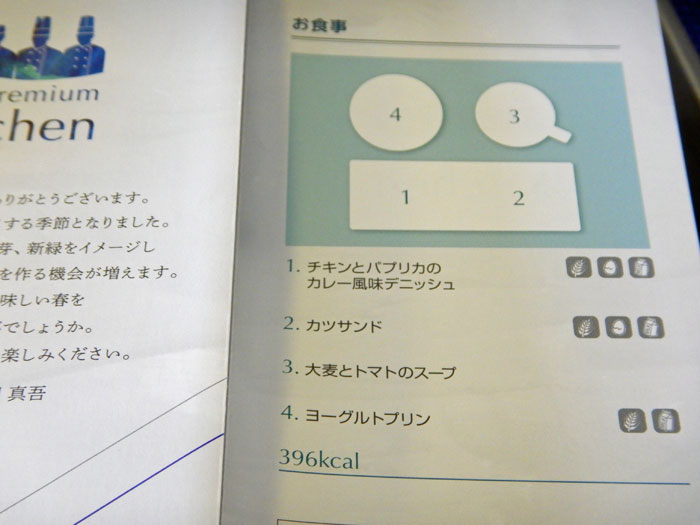 remium
chen
りがとうございます。
する季節となりました。
芽、新緑をイメージし
を作る機会が増えます。
味しい春を
でしょうか。
楽しみください。
真吾
お食事
4
3
1
2
1. チキンとパプリカの
カレー風味デニッシュ
2. カツサンド
3. 大麦とトマトのスープ
4. ヨーグルトプリン
396kcal